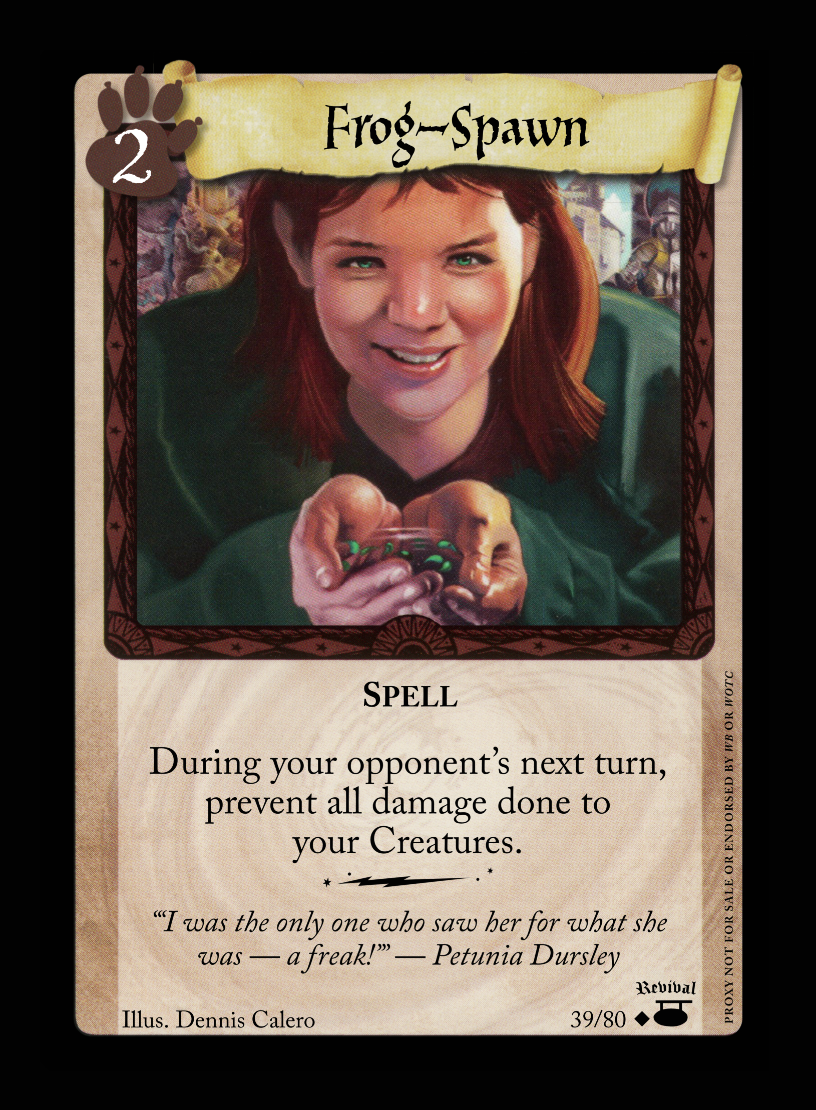 2
Frog-Spawn
SPELL
During your opponent's next turn,
prevent all damage done to
your Creatures.
"'I was the only one who saw her for what she
was — a freak!'" — Petunia Dursley
Revival
Illus. Dennis Calero
39/80
PROXY NOT FOR SALE OR ENDORSED BY WB OR WOTC